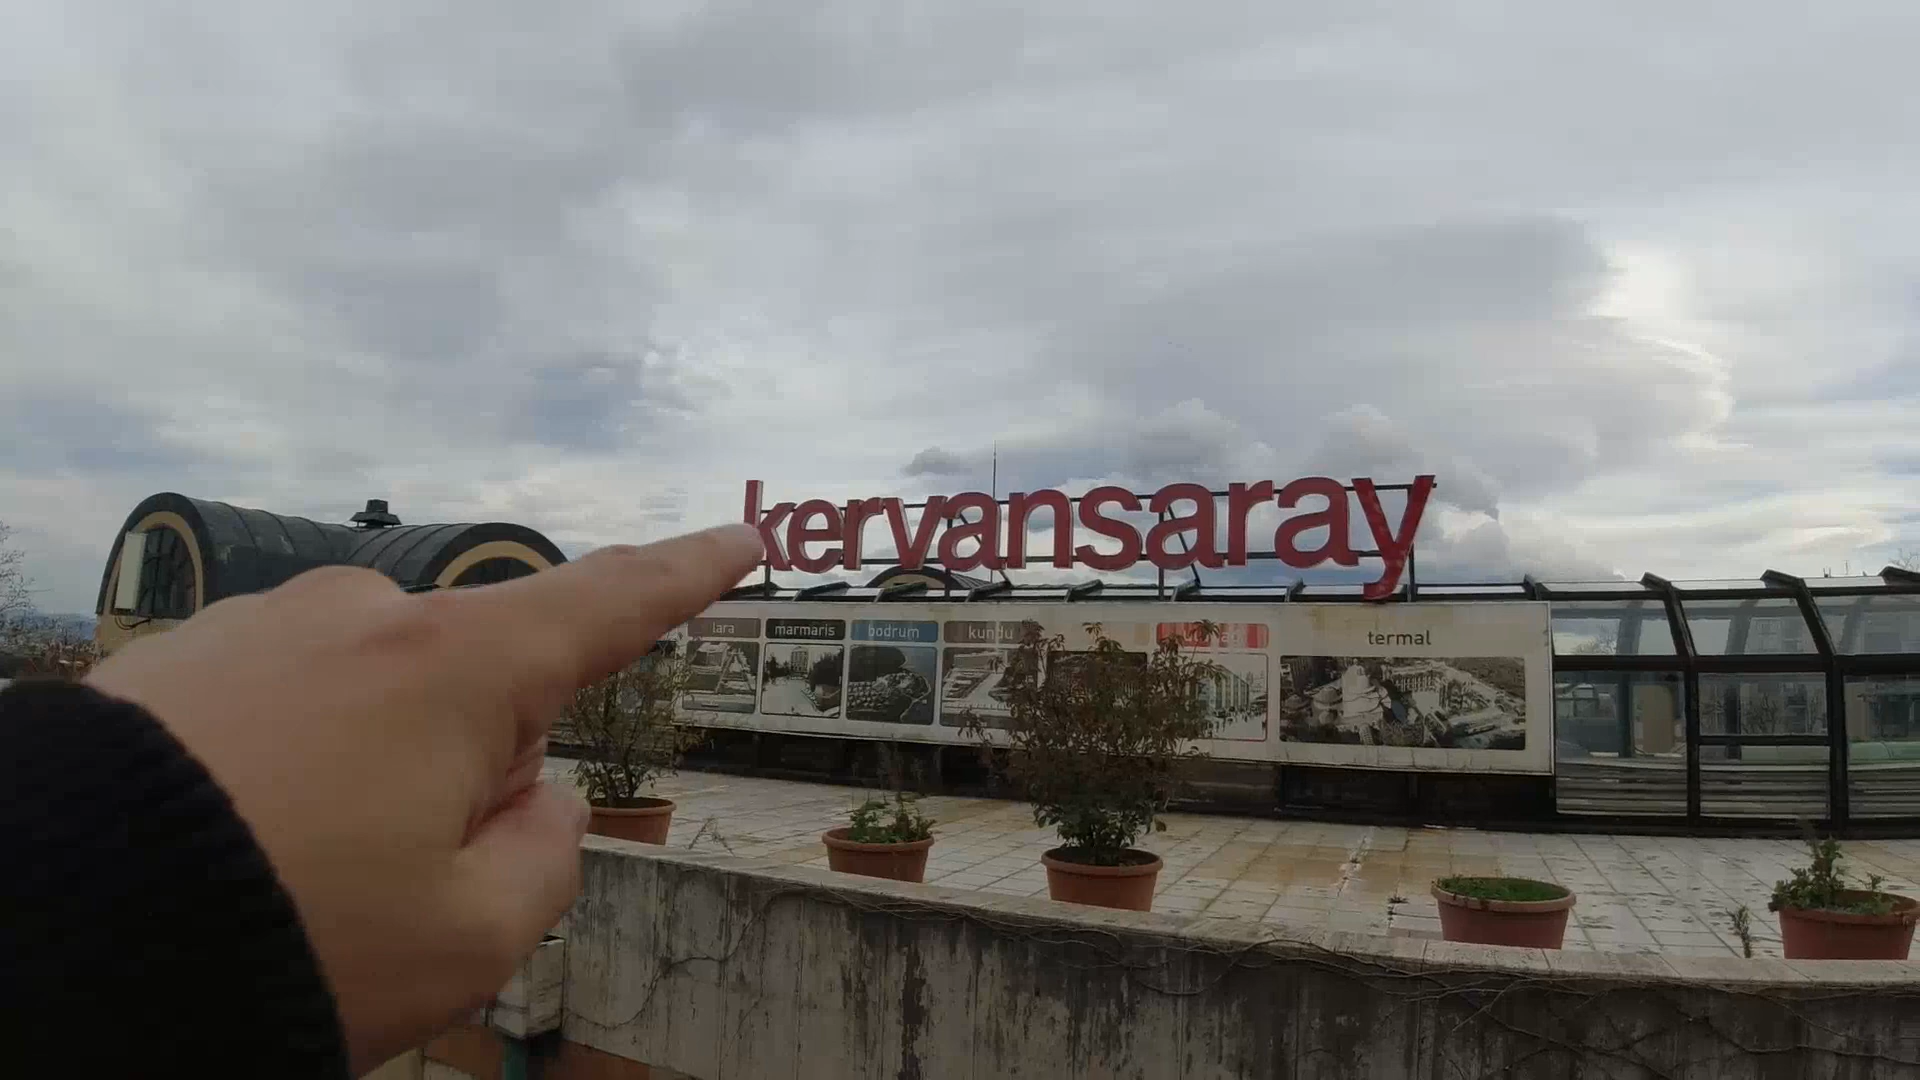 kervansaray
lara
marmaris
bodrum
kundu
termal